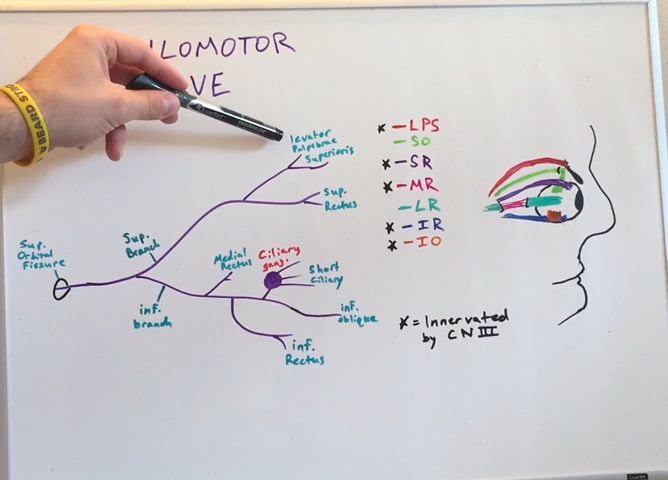 ULOMOTOR
VE
Levator
Palpebrae
Superioris
Sup.
Rectus
Sup.
Orbital
Fissure
Sup.
Branch
inf.
branch
Medial
Rectus
Ciliary
gang.
Short
Ciliary
inf.
oblique
inf.
Rectus
* - LPS
- SO
* - SR
* - MR
- LR
* - IR
* - IO
* = Innervated
by CN III